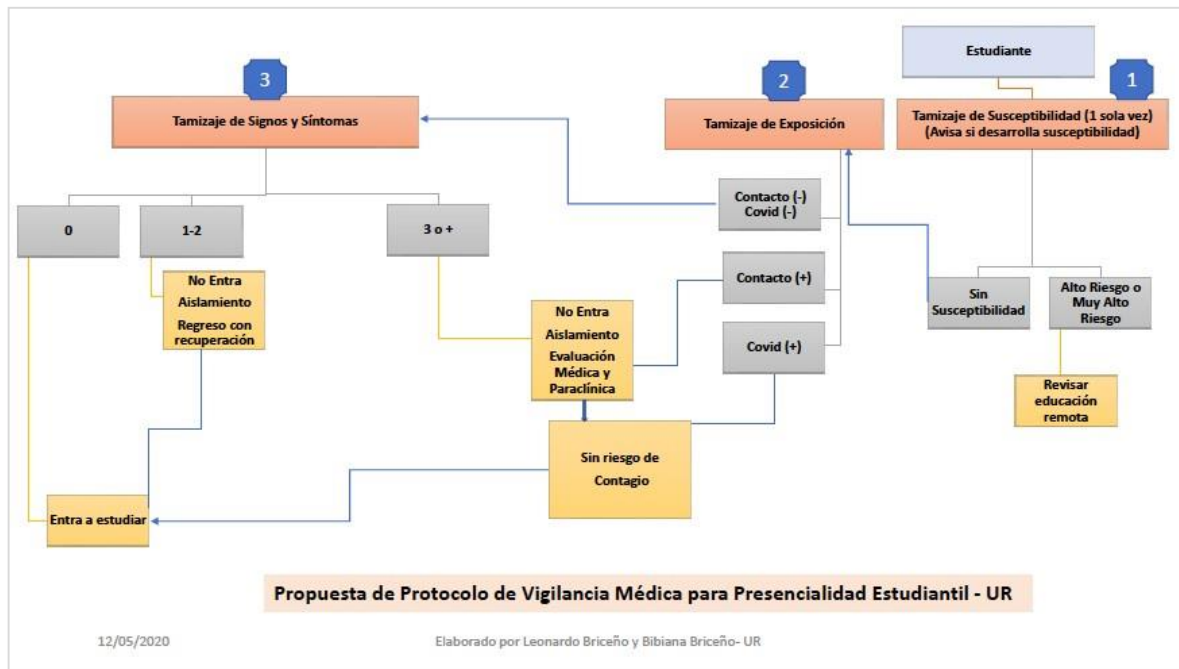 Estudiante
3
2
1
Tamizaje de Signos y Síntomas
Tamizaje de Exposición
Tamizaje de Susceptibilidad (1 sola vez)
(Avisa si desarrolla susceptibilidad)
Contacto (-)
Covid (-)
0
1-2
3 o +
Contacto (+)
Sin
Susceptibilidad
Alto Riesgo o
Muy Alto
Riesgo
No Entra
Aislamiento
Regreso con
recuperación
No Entra
Aislamiento
Evaluación
Médica y
Paraclínica
Covid (+)
Revisar
educación
remota
Sin riesgo de
Contagio
Entra a estudiar
Propuesta de Protocolo de Vigilancia Médica para Presencialidad Estudiantil - UR
12/05/2020
Elaborado por Leonardo Briceño y Bibiana Briceño- UR